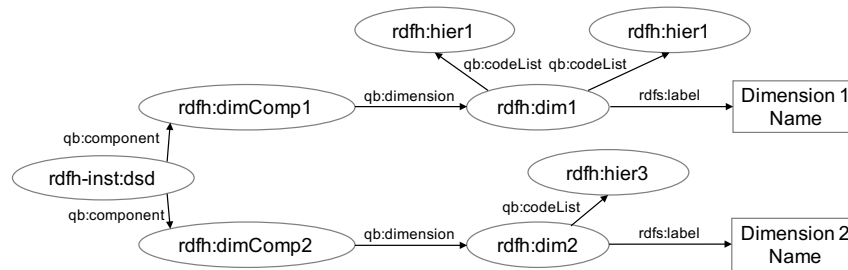 rdfh:hier1
rdfh:hier1
qb:codeList
qb:codeList
rdfh:dimComp1
qb:dimension
rdfh:dim1
rdfs:label
Dimension 1
Name
qb:component
rdfh-inst:dsd
rdfh:hier3
qb:component
qb:codeList
rdfh:dimComp2
qb:dimension
rdfh:dim2
rdfs:label
Dimension 2
Name